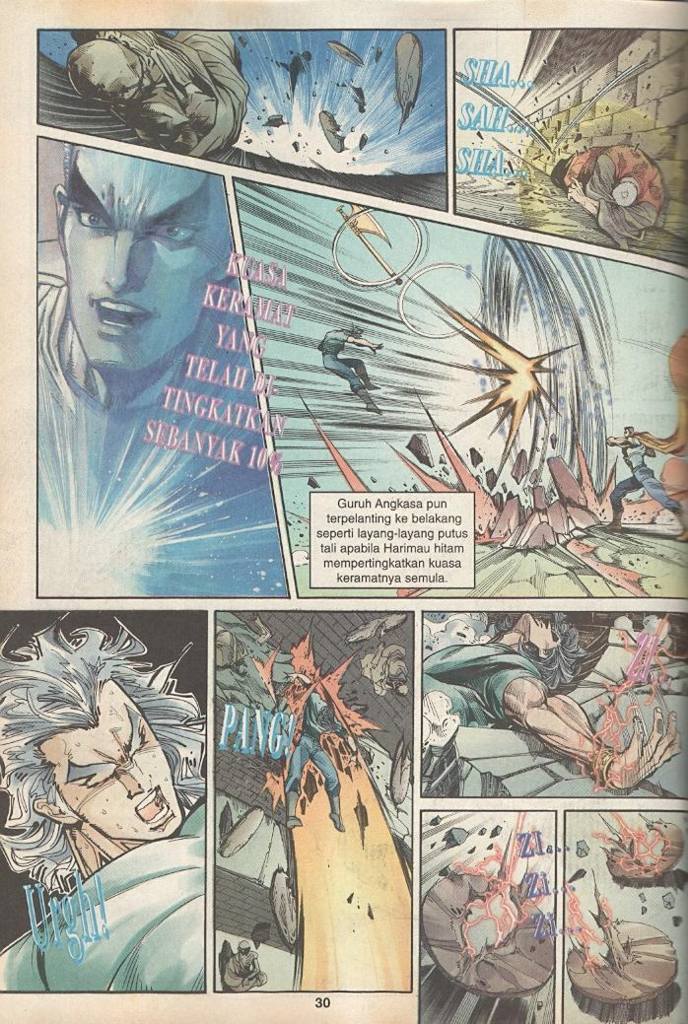 SHA...
SAH...
SHA...
KUASA
KERAMAT
YANG
TELAH DI-
TINGKATKAN
SEBANYAK 10%
Guruh Angkasa pun
terpelanting ke belakang
seperti layang-layang putus
tali apabila Harimau hitam
mempertingkatkan kuasa
keramatnya semula.
Urgh!
PANG!
ZI...
ZI...
ZI...
30